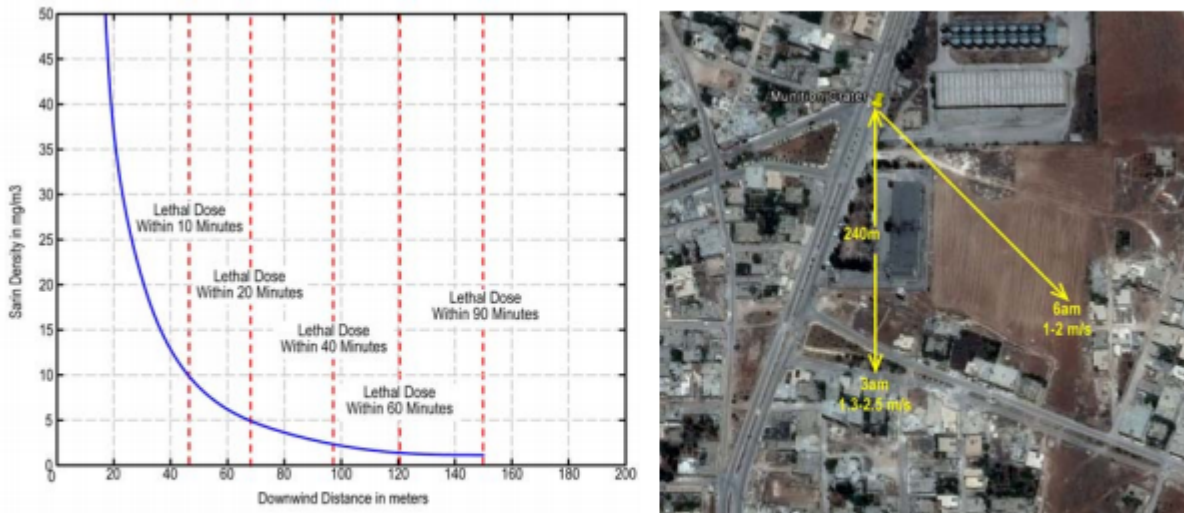 50
45
40
35
30
25
20
15
10
5
0
0
20
40
60
80
100
120
140
160
180
200
Sarin Density in mg/m3
Downwind Distance in meters
Lethal Dose
Within 10 Minutes
Lethal Dose
Within 20 Minutes
Lethal Dose
Within 40 Minutes
Lethal Dose
Within 60 Minutes
Lethal Dose
Within 90 Minutes
Munition Crater
240m
6am
1-2 m/s
3am
1.3-2.5 m/s